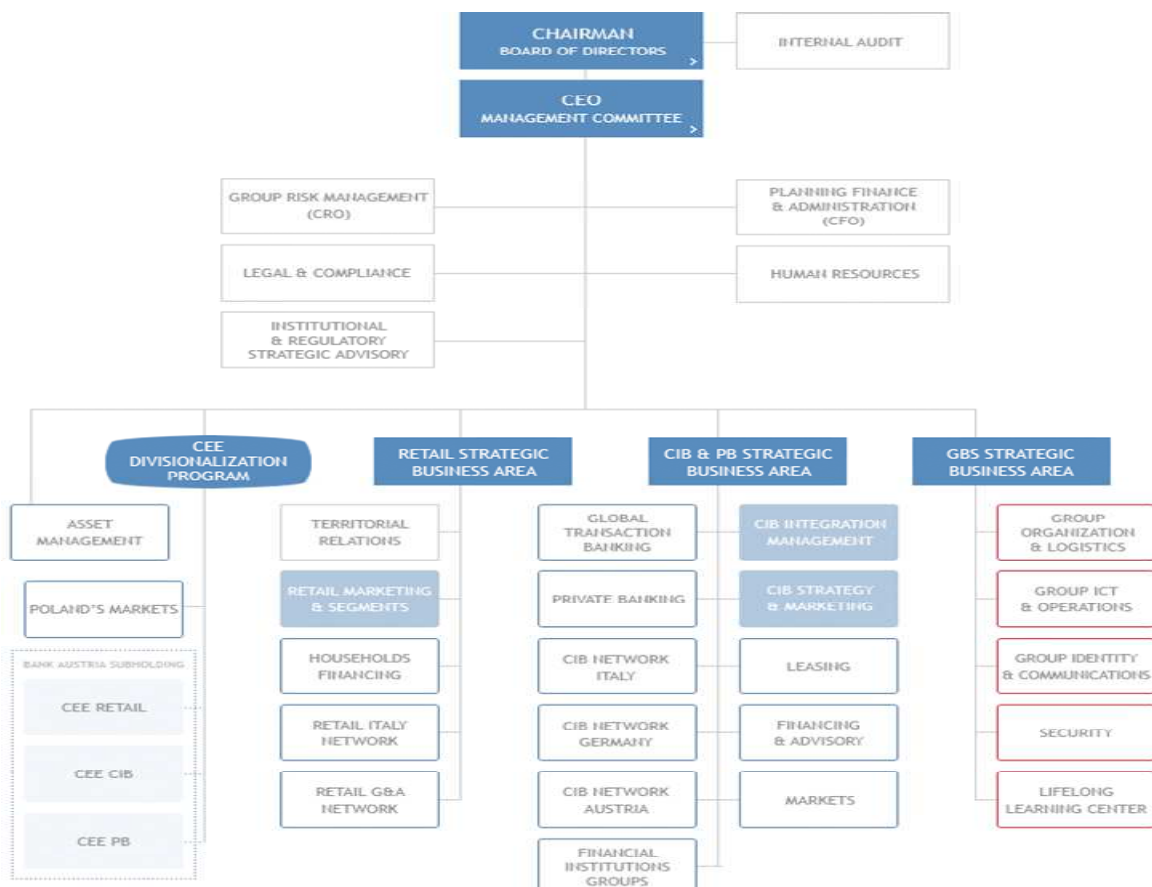 CHAIRMAN
BOARD OF DIRECTORS
>
INTERNAL AUDIT
CEO
MANAGEMENT COMMITTEE
>
GROUP RISK MANAGEMENT
(CRO)
PLANNING FINANCE
& ADMINISTRATION
(CFO)
LEGAL & COMPLIANCE
HUMAN RESOURCES
INSTITUTIONAL
& REGULATORY
STRATEGIC ADVISORY
CEE
DIVISIONALIZATION
PROGRAM
RETAIL STRATEGIC
BUSINESS AREA
CIB & PB STRATEGIC
BUSINESS AREA
GBS STRATEGIC
BUSINESS AREA
ASSET
MANAGEMENT
POLAND'S MARKETS
BANK AUSTRIA SUBHOLDING
CEE RETAIL
CEE CIB
CEE PB
TERRITORIAL
RELATIONS
RETAIL MARKETING
& SEGMENTS
HOUSEHOLDS
FINANCING
RETAIL ITALY
NETWORK
RETAIL G&A
NETWORK
GLOBAL
TRANSACTION
BANKING
PRIVATE BANKING
CIB NETWORK
ITALY
CIB NETWORK
GERMANY
CIB NETWORK
AUSTRIA
FINANCIAL
INSTITUTIONS
GROUPS
CIB INTEGRATION
MANAGEMENT
CIB STRATEGY
& MARKETING
LEASING
FINANCING
& ADVISORY
MARKETS
GROUP
ORGANIZATION
& LOGISTICS
GROUP ICT
& OPERATIONS
GROUP IDENTITY
& COMMUNICATIONS
SECURITY
LIFELONG
LEARNING CENTER